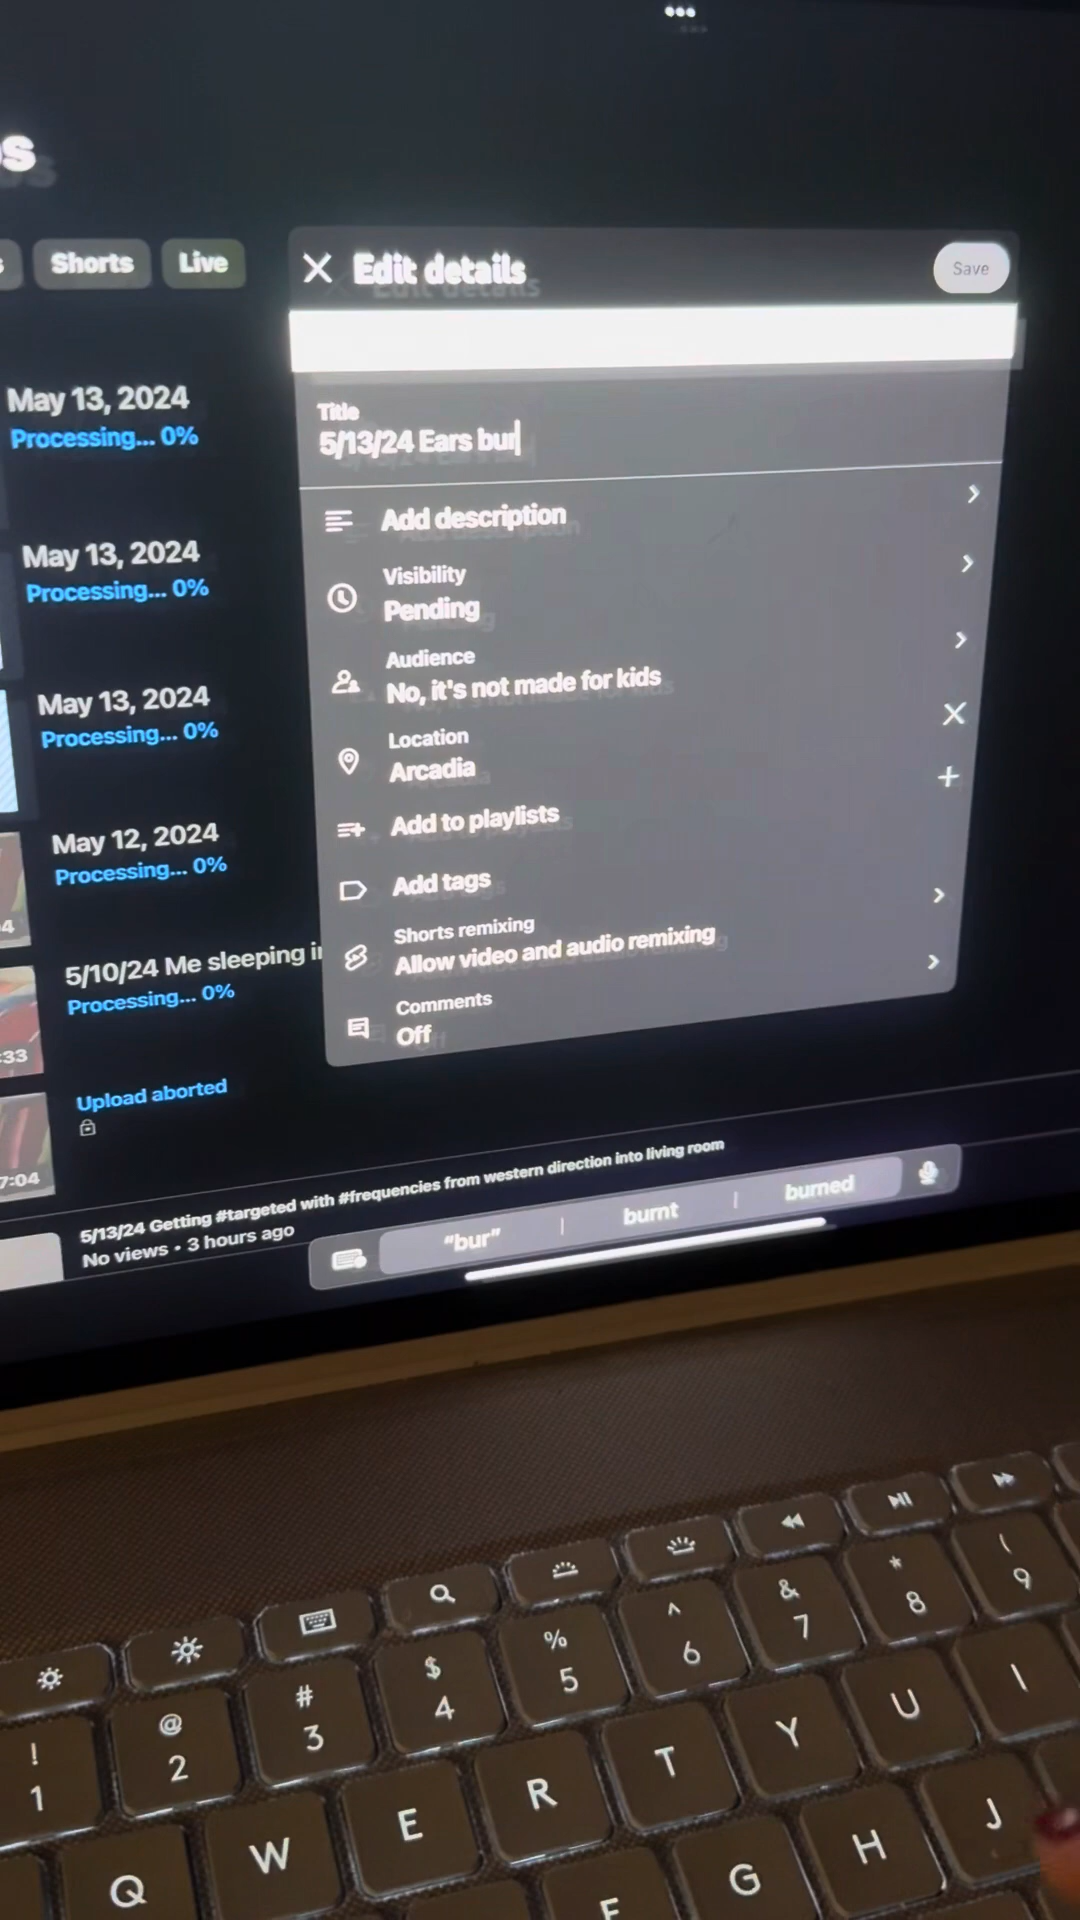 s
Shorts
Live
May 13, 2024
Processing... 0%
May 13, 2024
Processing... 0%
May 13, 2024
Processing... 0%
May 12, 2024
Processing... 0%
4
5/10/24 Me sleeping i
Processing... 0%
:33
Upload aborted
7:04
5/13/24 Getting #targeted with #frequencies from western direction into living room
No views • 3 hours ago
Edit details
Save
Title
5/13/24 Ears bur
Add description
Visibility
Pending
Audience
No, it's not made for kids
Location
Arcadia
Add to playlists
Add tags
Shorts remixing
Allow video and audio remixing
Comments
Off
"bur"
burnt
burned
! @ # $ % ^ & * (
1 2 3 4 5 6 7 8 9
Q W E R T Y U I
F G H J